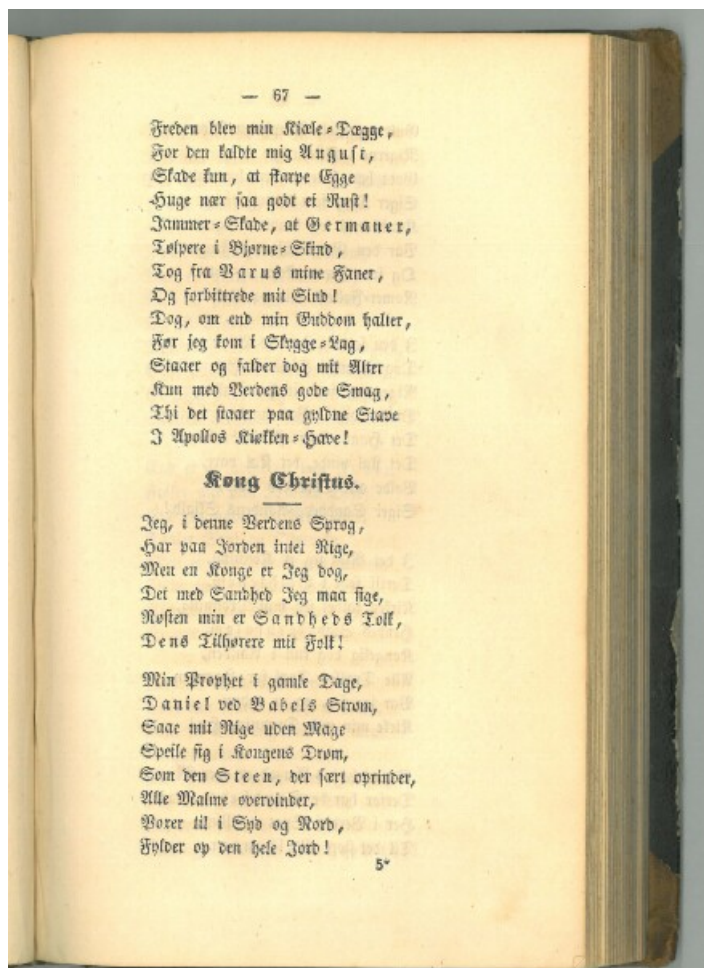 — 67 —
Freden blev min Kiæle-Dægge,
For den kaldte mig August,
Skade kun, at skarpe Egge
Huge nær saa godt ei Rust!
Jammer-Skade, at Germaner,
Tølpere i Bjørne-Skind,
Tog fra Varus mine Faner,
Og forbittrede mit Sind!
Dog, om end min Guddom halter,
Før jeg kom i Skygge-Lag,
Staaer og falder dog mit Alter
Kun med Verdens gode Smag,
Thi det staaer paa gyldne Stave
I Apollos Kiøkken-Have!
Kong Christus.
Jeg, i denne Verdens Sprog,
Har paa Jorden intet Rige,
Men en Konge er Jeg dog,
Det med Sandhed Jeg maa sige,
Røsten min er Sandheds Tolk,
Dens Tilhørere mit Folk!
Min Prophet i gamle Dage,
Daniel ved Babels Strøm,
Saae mit Rige uden Mage
Speile sig i Kongens Drøm,
Som den Steen, der sært oprinder,
Alle Malme overvinder,
Voxer til i Syd og Nord,
Fylder op den hele Jord!
5*